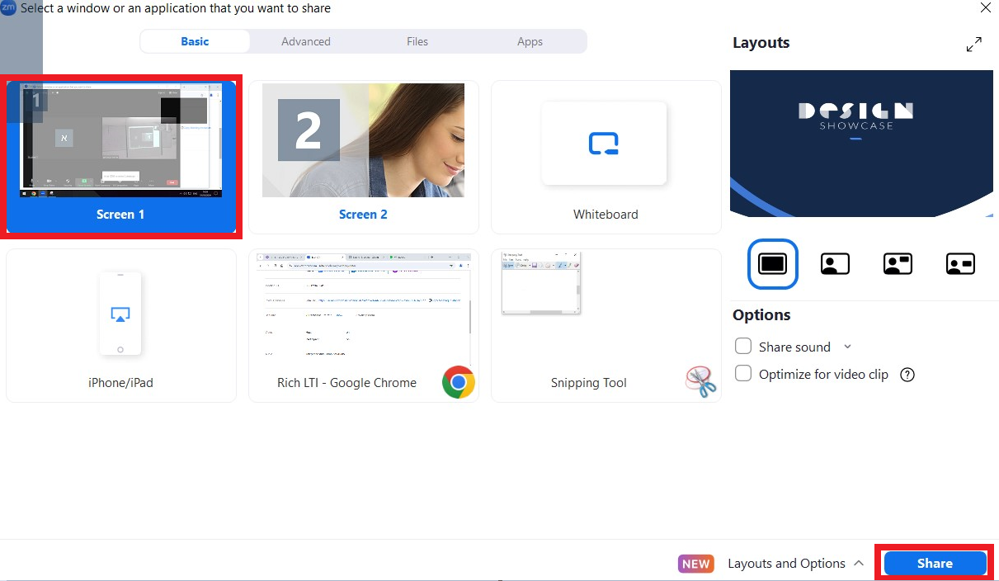 zm
Select a window or an application that you want to share
Basic
Advanced
Files
Apps
1
Screen 1
2
Screen 2
Whiteboard
iPhone/iPad
Rich LTI - Google Chrome
Snipping Tool
Layouts
DESIGN
SHOWCASE
Options
Share sound
Optimize for video clip
?
NEW
Layouts and Options
Share